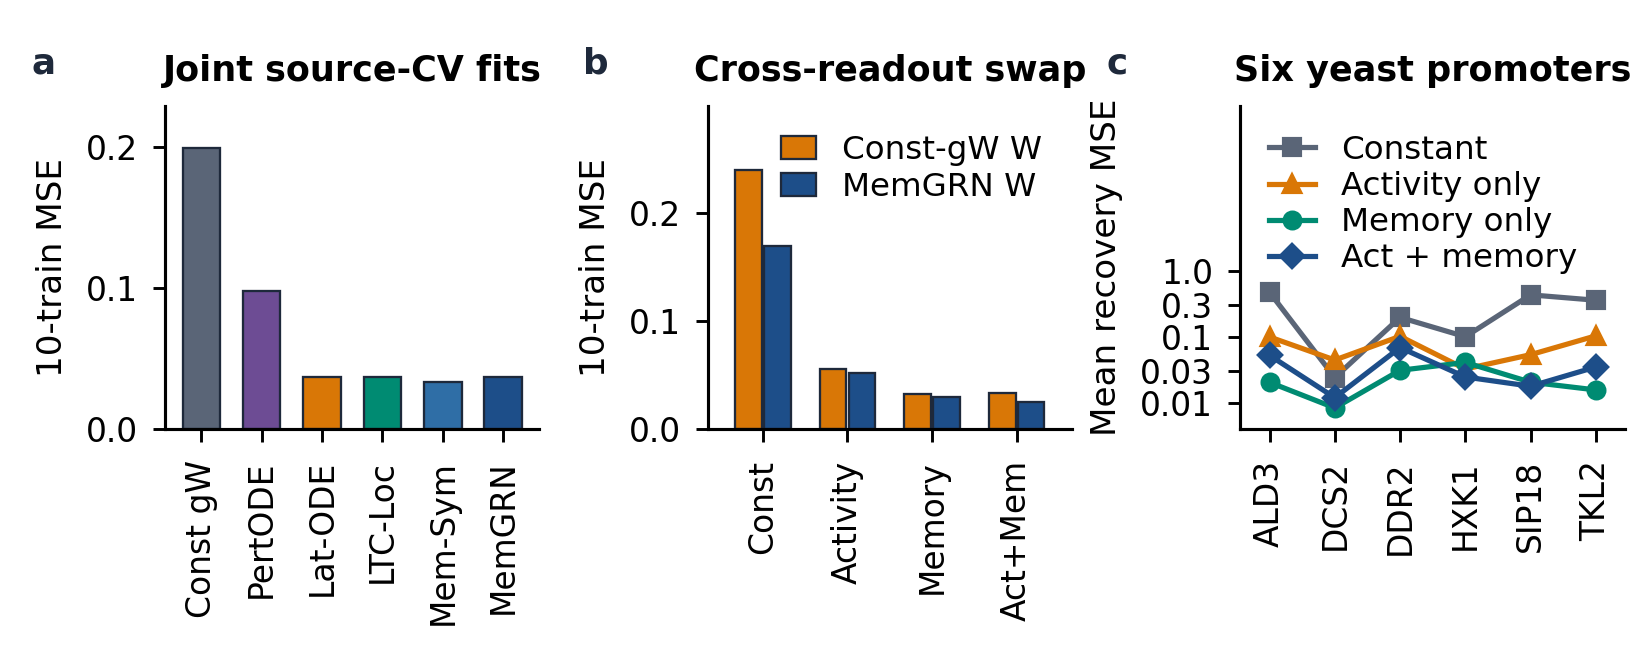 a
Joint source-CV fits
10-train MSE
0.2
0.1
0.0
Const gW
PertODE
Lat-ODE
LTC-Loc
Mem-Sym
MemGRN
b
Cross-readout swap
10-train MSE
0.2
0.1
0.0
Const-gW W
MemGRN W
Const
Activity
Memory
Act+Mem
c
Six yeast promoters
Mean recovery MSE
1.0
0.3
0.1
0.03
0.01
Constant
Activity only
Memory only
Act + memory
ALD3
DCS2
DDR2
HXK1
SIP18
TKL2